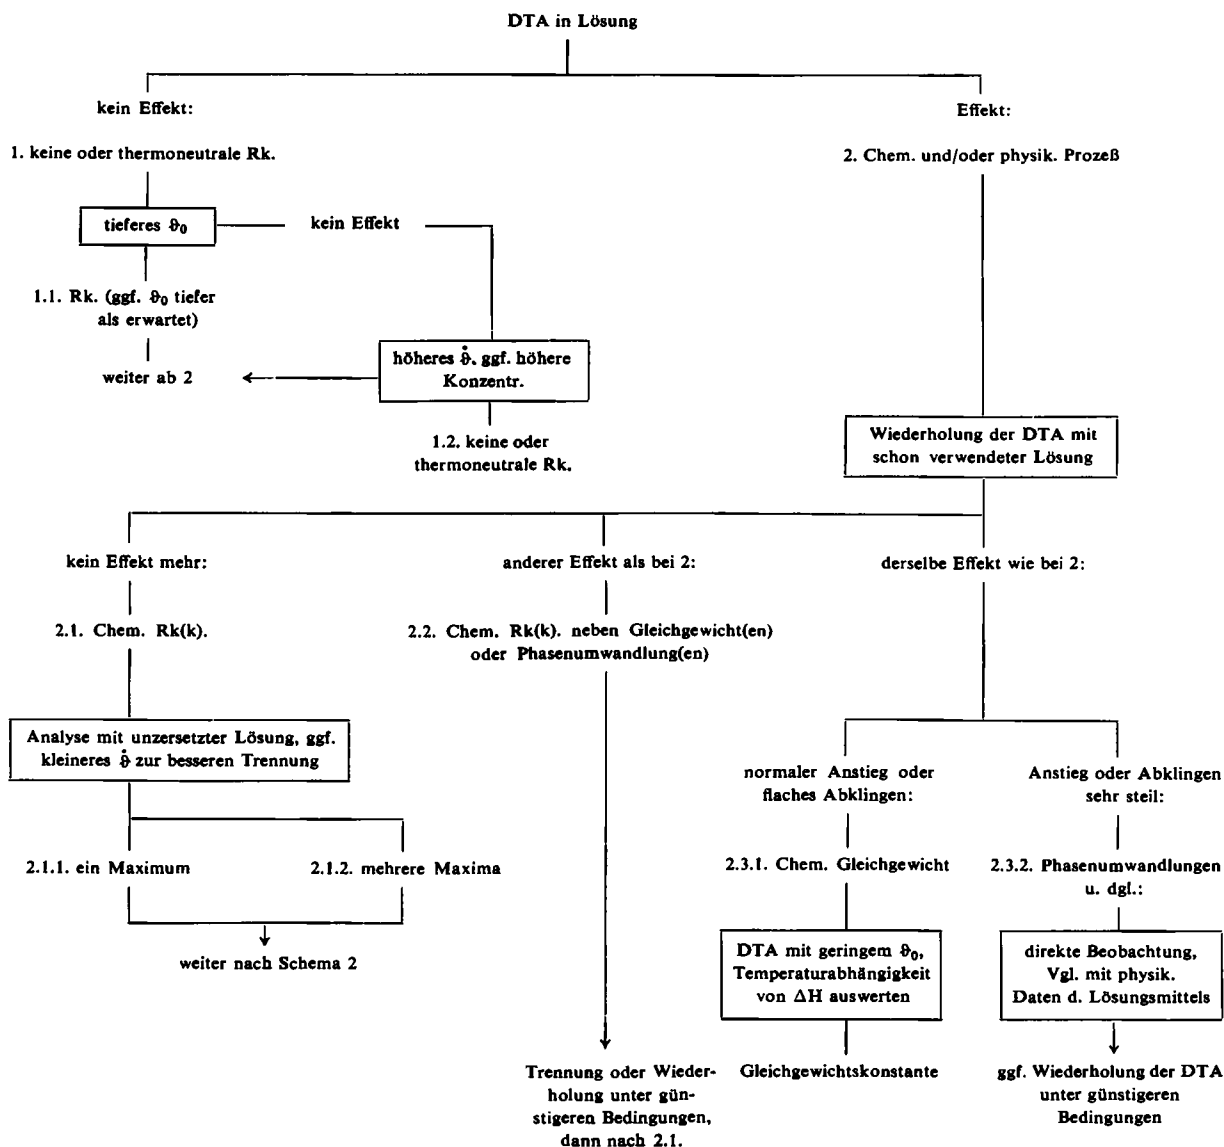 DTA in Lösung
kein Effekt:
Effekt:
1. keine oder thermoneutrale Rk.
2. Chem. und/oder physik. Prozeß
tieferes ϑ₀
kein Effekt
1.1. Rk. (ggf. ϑ₀ tiefer
als erwartet)
höheres ϑ̇. ggf. höhere
Konzentr.
weiter ab 2
1.2. keine oder
thermoneutrale Rk.
Wiederholung der DTA mit
schon verwendeter Lösung
kein Effekt mehr:
anderer Effekt als bei 2:
derselbe Effekt wie bei 2:
2.1. Chem. Rk(k).
2.2. Chem. Rk(k). neben Gleichgewicht(en)
oder Phasenumwandlung(en)
Analyse mit unzersetzter Lösung, ggf.
kleineres ϑ̇ zur besseren Trennung
normaler Anstieg oder
flaches Abklingen:
Anstieg oder Abklingen
sehr steil:
2.1.1. ein Maximum
2.1.2. mehrere Maxima
2.3.1. Chem. Gleichgewicht
2.3.2. Phasenumwandlungen
u. dgl.:
weiter nach Schema 2
DTA mit geringem ϑ₀,
Temperaturabhängigkeit
von ΔH auswerten
direkte Beobachtung,
Vgl. mit physik.
Daten d. Lösungsmittels
Trennung oder Wieder-
holung unter gün-
stigeren Bedingungen,
dann nach 2.1.
Gleichgewichtskonstante
ggf. Wiederholung der DTA
unter günstigeren
Bedingungen